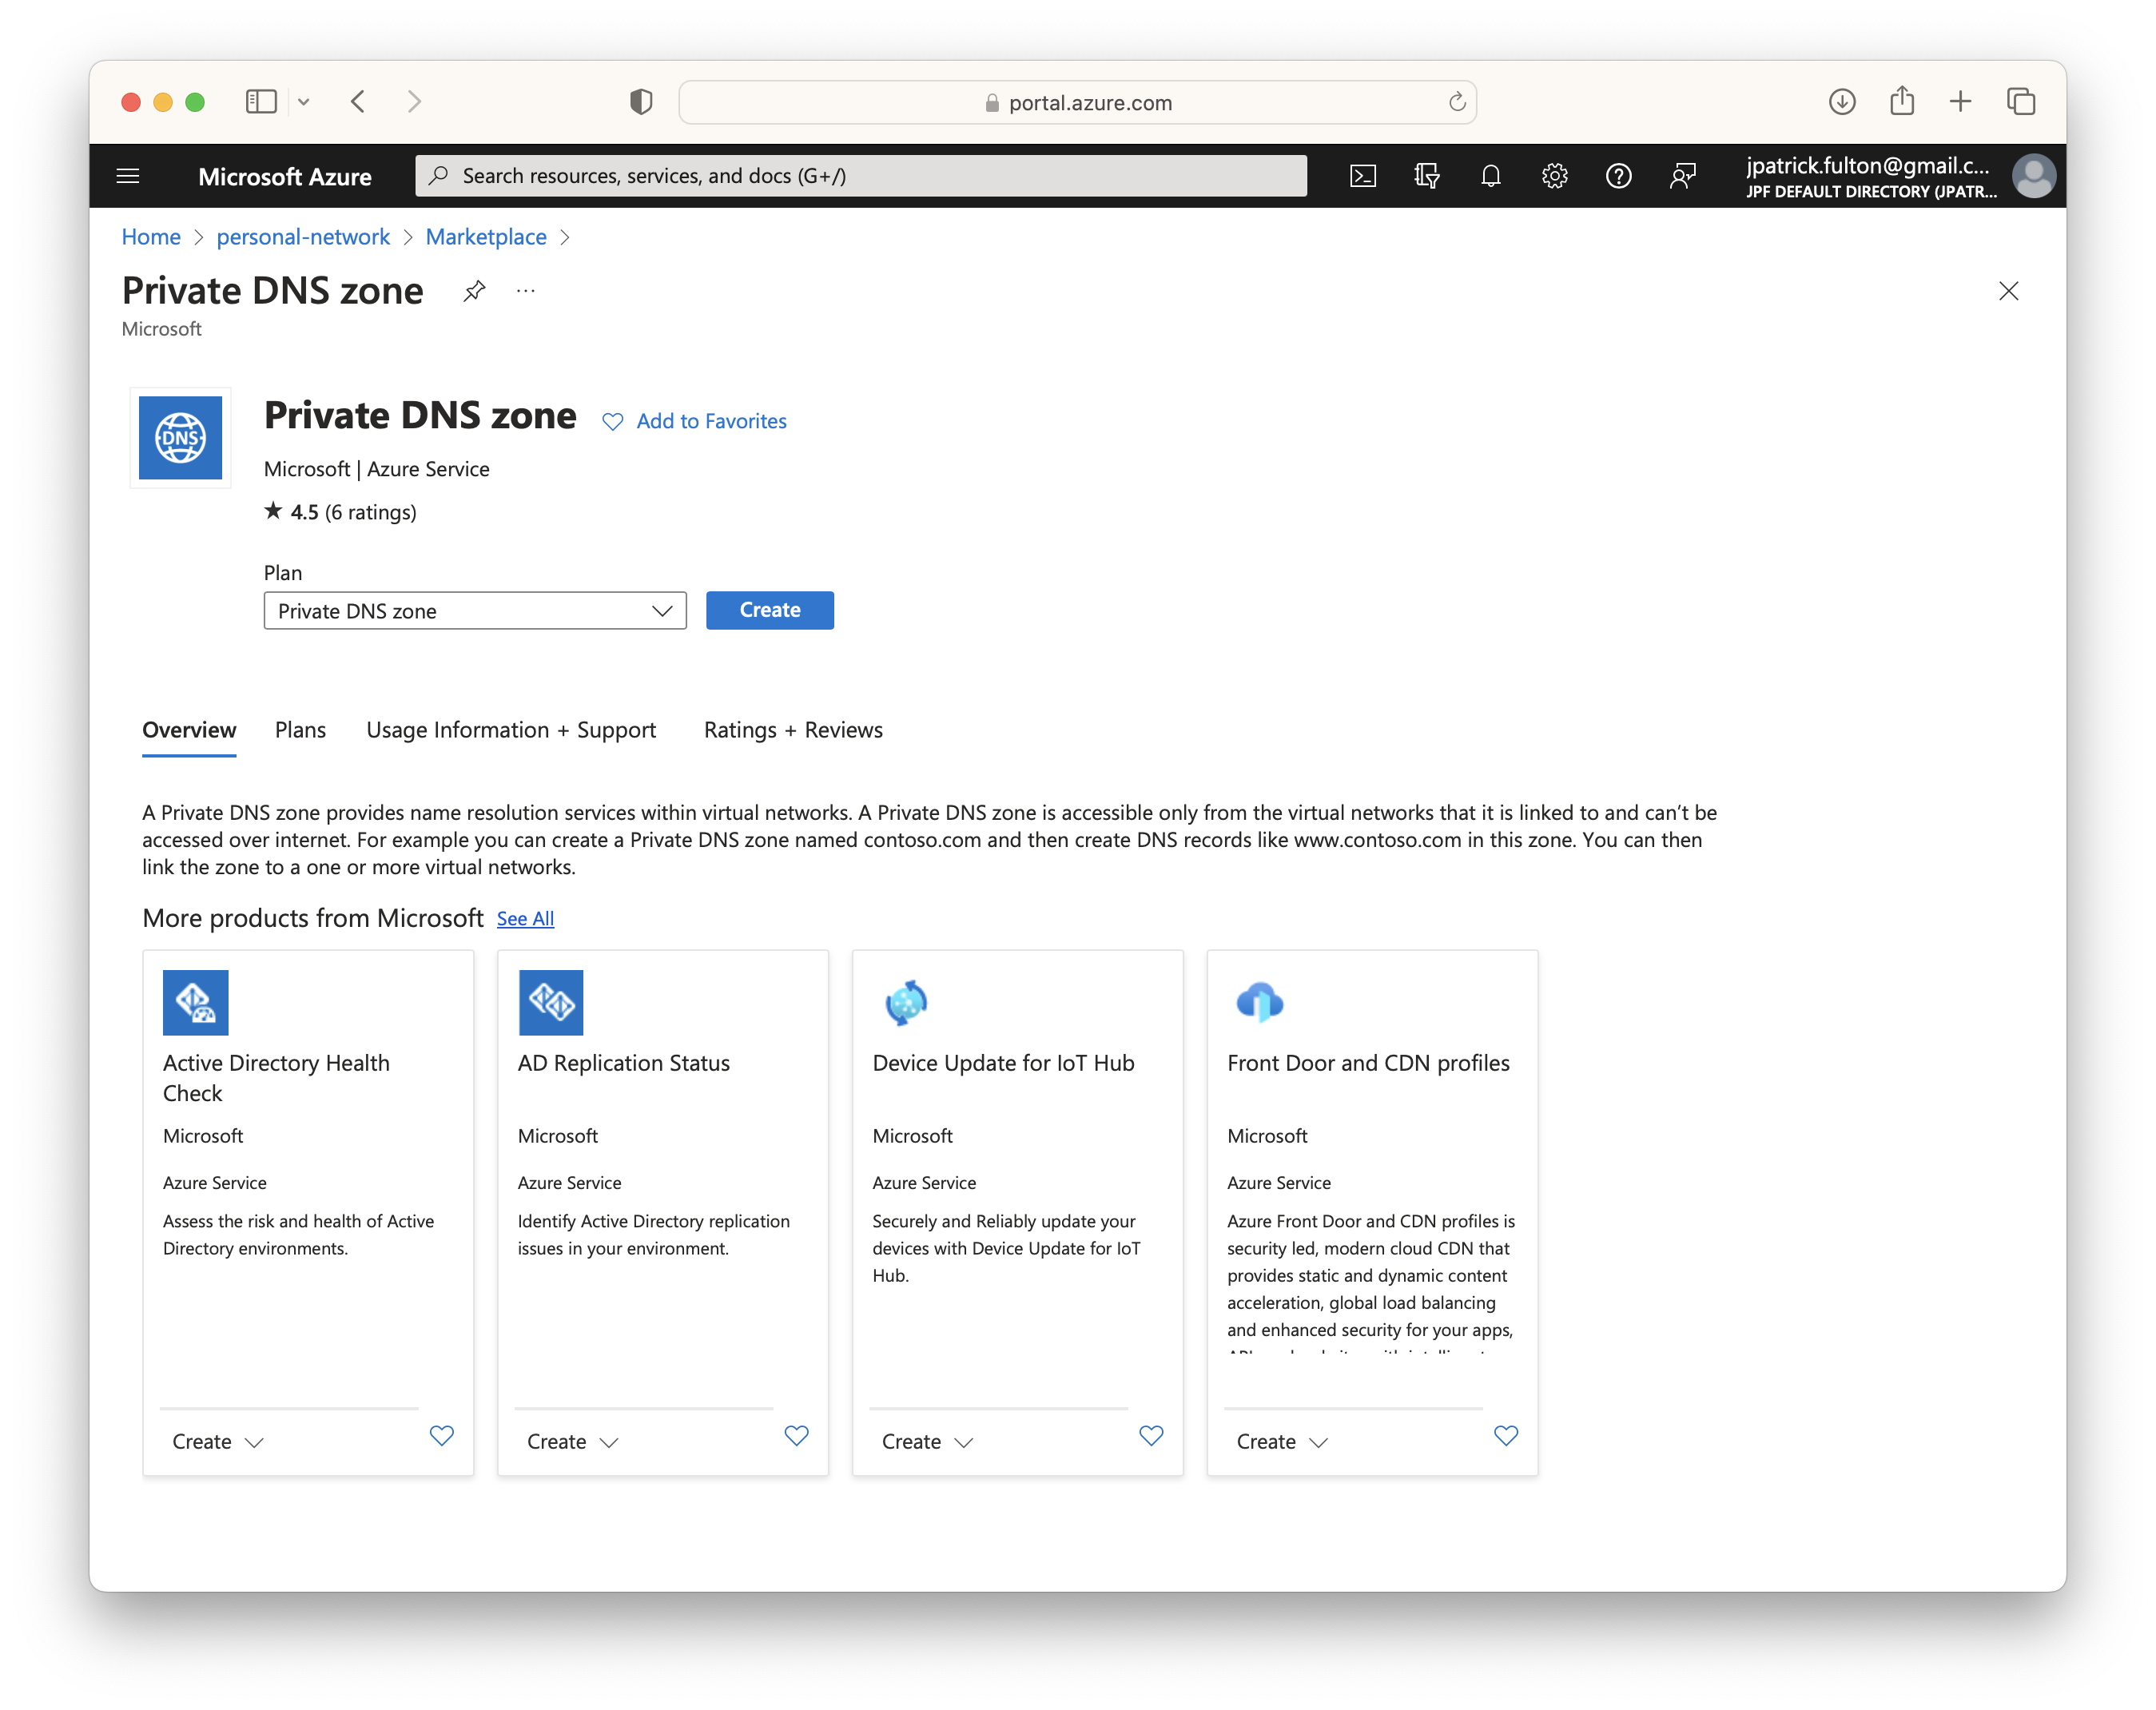 portal.azure.com
Microsoft Azure
Search resources, services, and docs (G+/)
jpatrick.fulton@gmail.c...
JPF DEFAULT DIRECTORY (JPATR...
Home > personal-network > Marketplace >
Private DNS zone
Microsoft
DNS
Private DNS zone
Add to Favorites
Microsoft | Azure Service
★ 4.5 (6 ratings)
Plan
Private DNS zone
Create
Overview Plans Usage Information + Support Ratings + Reviews
A Private DNS zone provides name resolution services within virtual networks. A Private DNS zone is accessible only from the virtual networks that it is linked to and can’t be
accessed over internet. For example you can create a Private DNS zone named contoso.com and then create DNS records like www.contoso.com in this zone. You can then
link the zone to a one or more virtual networks.
More products from Microsoft See All
Active Directory Health
Check
Microsoft
Azure Service
Assess the risk and health of Active
Directory environments.
Create
AD Replication Status
Microsoft
Azure Service
Identify Active Directory replication
issues in your environment.
Create
Device Update for IoT Hub
Microsoft
Azure Service
Securely and Reliably update your
devices with Device Update for IoT
Hub.
Create
Front Door and CDN profiles
Microsoft
Azure Service
Azure Front Door and CDN profiles is
security led, modern cloud CDN that
provides static and dynamic content
acceleration, global load balancing
and enhanced security for your apps,
Create